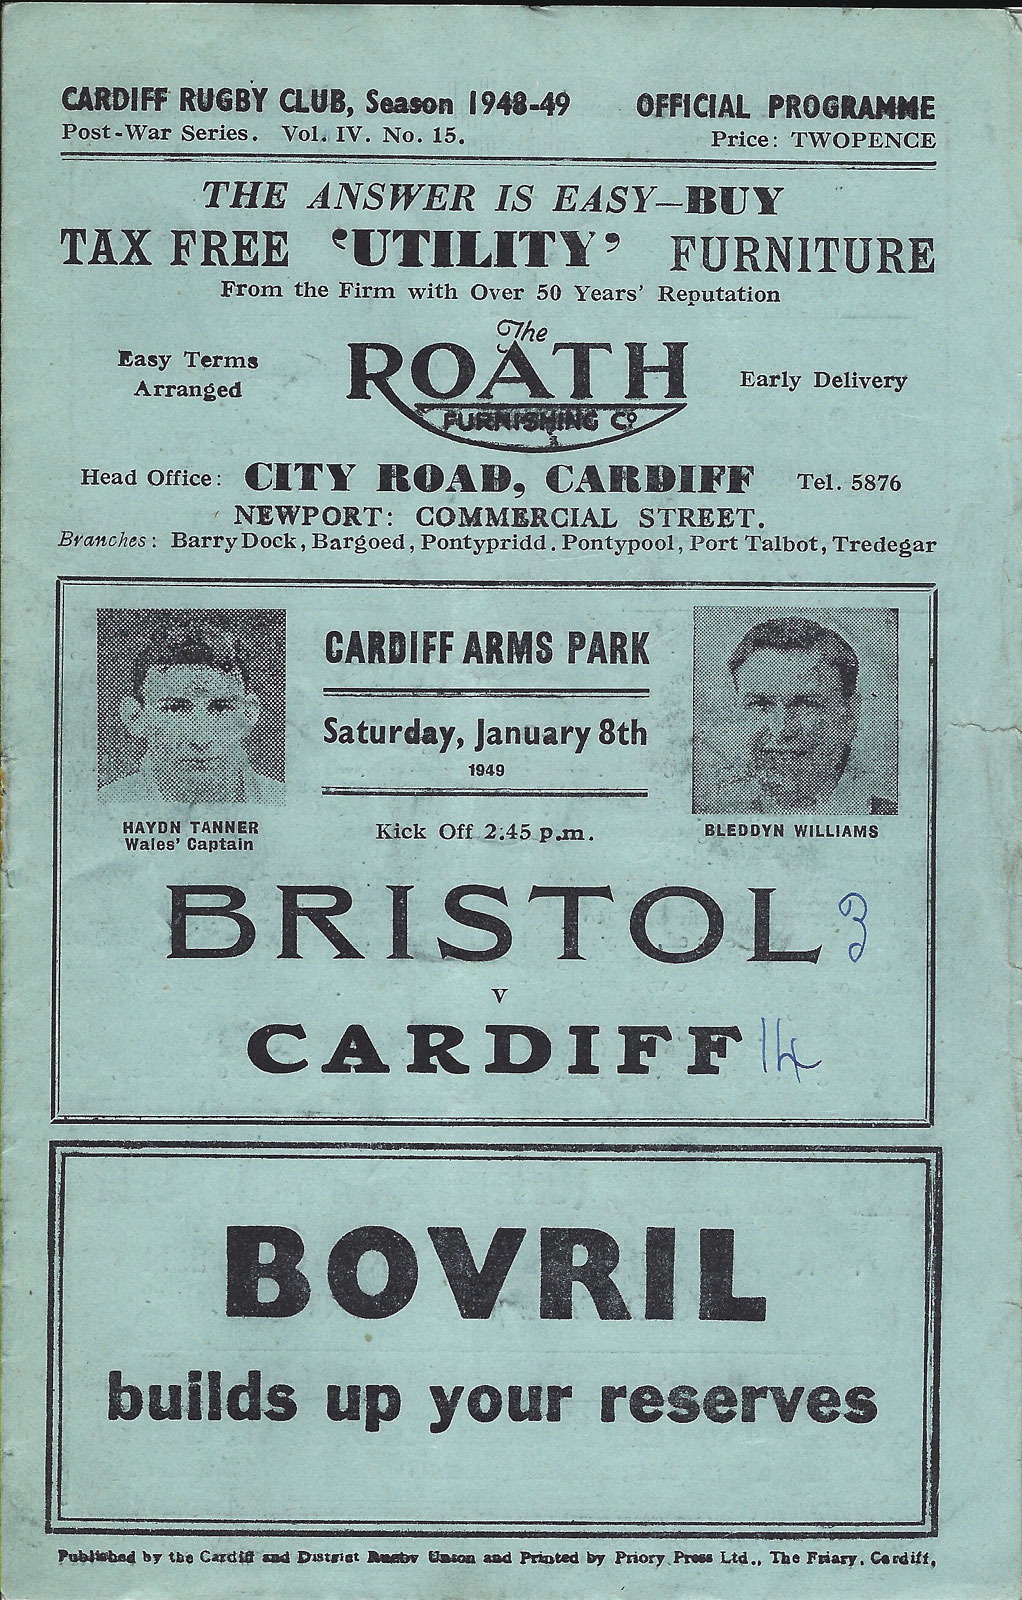 CARDIFF RUGBY CLUB, Season 1948-49 OFFICIAL PROGRAMME
Post-War Series. Vol. IV. No. 15. Price: TWOPENCE
THE ANSWER IS EASY—BUY
TAX FREE ‘UTILITY’ FURNITURE
From the Firm with Over 50 Years’ Reputation
Easy Terms
Arranged
The
ROATH
FURNISHING Co.
Early Delivery
Head Office: CITY ROAD, CARDIFF Tel. 5876
NEWPORT: COMMERCIAL STREET.
Branches: Barry Dock, Bargoed, Pontypridd. Pontypool, Port Talbot, Tredegar
CARDIFF ARMS PARK
Saturday, January 8th
1949
Kick Off 2.45 p.m.
HAYDN TANNER
Wales’ Captain
BLEDDYN WILLIAMS
BRISTOL 3
v
CARDIFF 14
BOVRIL
builds up your reserves
Published by the Cardiff and District Rugby Union and Printed by Priory Press Ltd., The Friary, Cardiff,